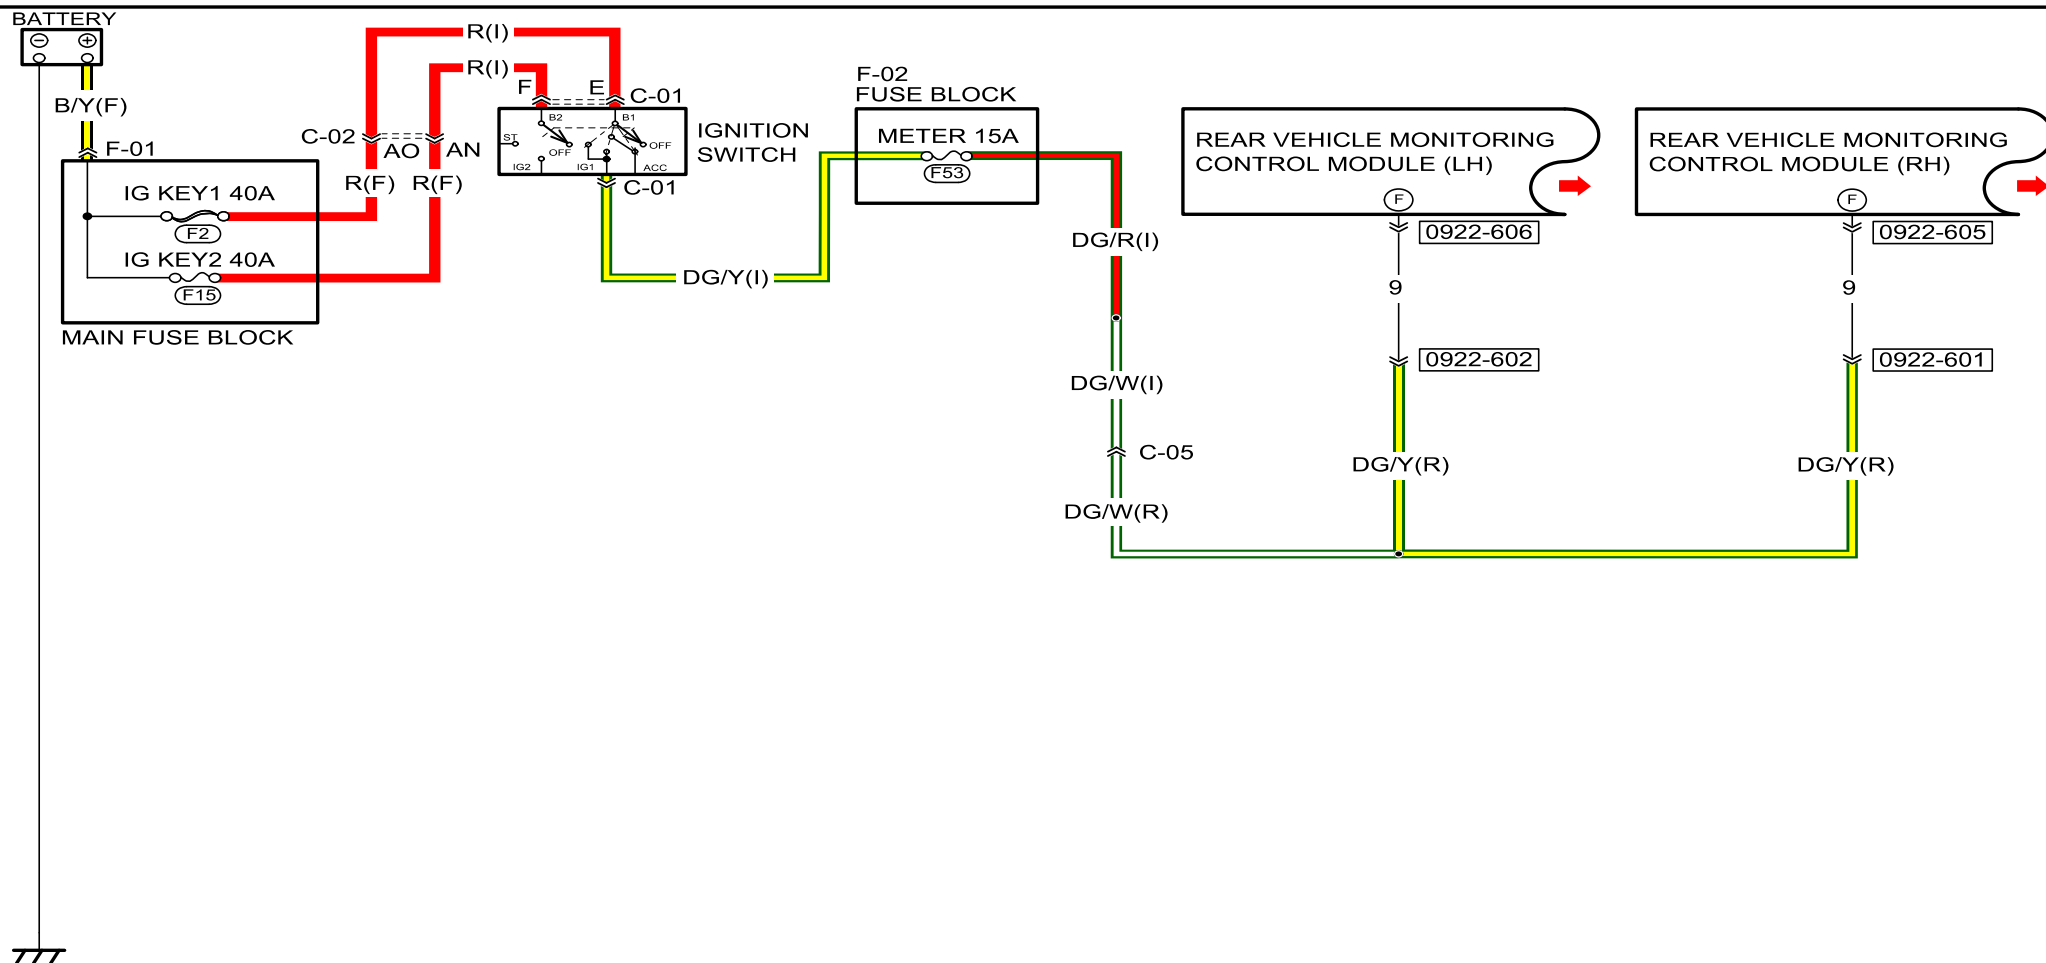 BATTERY
B/Y(F)
F-01
IG KEY1 40A
F2
IG KEY2 40A
F15
MAIN FUSE BLOCK
R(I)
R(I)
C-02
AO
AN
R(F)
R(F)
F
E
C-01
B2
B1
ST
OFF
OFF
IG2
IG1
ACC
IGNITION
SWITCH
C-01
DG/Y(I)
F-02
FUSE BLOCK
METER 15A
F53
DG/R(I)
DG/W(I)
C-05
DG/W(R)
REAR VEHICLE MONITORING
CONTROL MODULE (LH)
F
0922-606
9
0922-602
DG/Y(R)
REAR VEHICLE MONITORING
CONTROL MODULE (RH)
F
0922-605
9
0922-601
DG/Y(R)